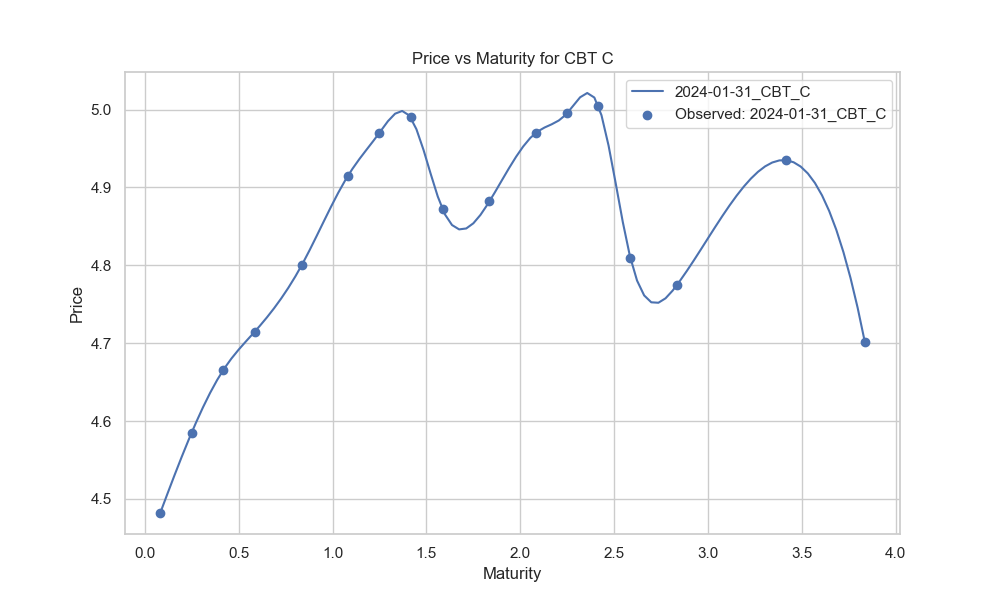 Price vs Maturity for CBT C
2024-01-31_CBT_C
Observed: 2024-01-31_CBT_C
5.0
4.9
4.8
4.7
4.6
4.5
Price
0.0 0.5 1.0 1.5 2.0 2.5 3.0 3.5 4.0
Maturity